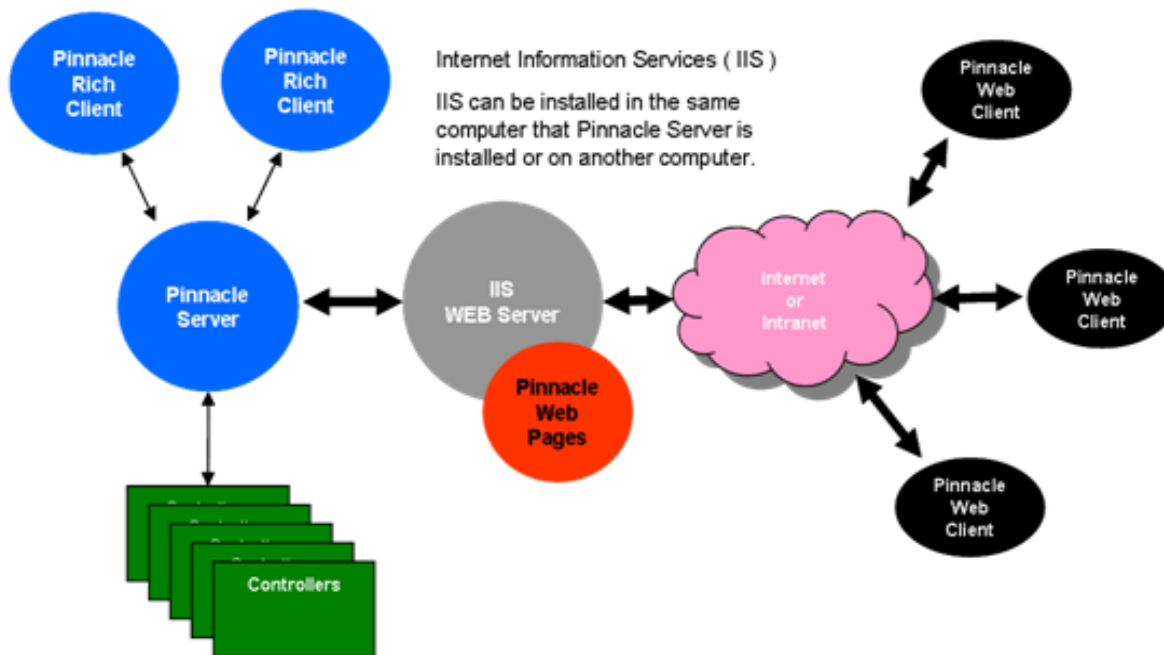 Pinnacle
Rich
Client
Pinnacle
Rich
Client
Internet Information Services ( IIS )
IIS can be installed in the same
computer that Pinnacle Server is
installed or on another computer.
Pinnacle
Web
Client
Pinnacle
Server
IIS
WEB Server
Pinnacle
Web
Pages
Internet
or
Intranet
Pinnacle
Web
Client
Pinnacle
Web
Client
Controllers